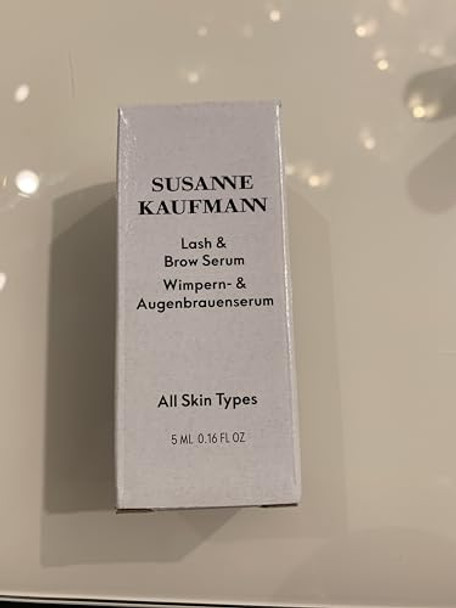 SUSANNE
KAUFMANN
Lash &
Brow Serum
Wimpern- &
Augenbrauenserum
All Skin Types
5 ML 0.16 FL OZ